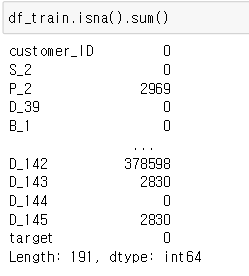 df_train.isna().sum()
customer_ID 0
S_2 0
P_2 2969
D_39 0
B_1 0
...
D_142 378598
D_143 2830
D_144 0
D_145 2830
target 0
Length: 191, dtype: int64